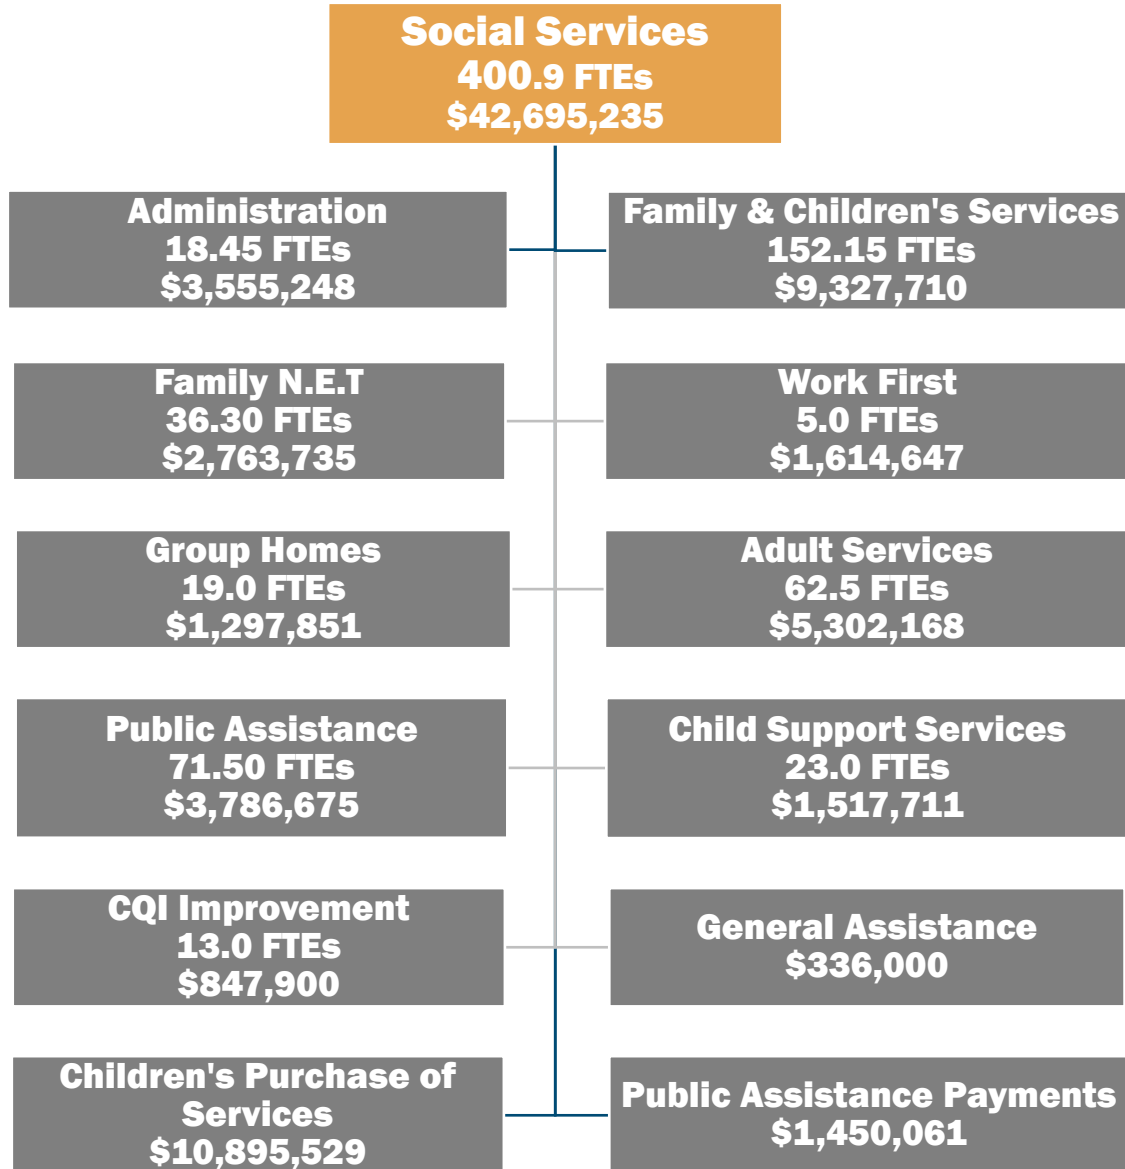 Social Services
400.9 FTEs
$42,695,235
Administration
18.45 FTEs
$3,555,248
Family & Children's Services
152.15 FTEs
$9,327,710
Family N.E.T
36.30 FTEs
$2,763,735
Work First
5.0 FTEs
$1,614,647
Group Homes
19.0 FTEs
$1,297,851
Adult Services
62.5 FTEs
$5,302,168
Public Assistance
71.50 FTEs
$3,786,675
Child Support Services
23.0 FTEs
$1,517,711
CQI Improvement
13.0 FTEs
$847,900
General Assistance
$336,000
Children's Purchase of
Services
$10,895,529
Public Assistance Payments
$1,450,061